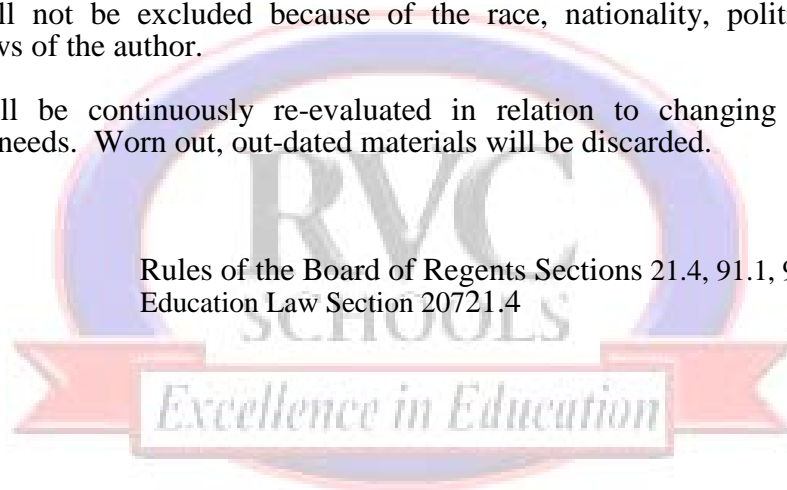 ll not be excluded because of the race, nationality, polit
ws of the author.
ll be continuously re-evaluated in relation to changing
needs. Worn out, out-dated materials will be discarded.
RVC
Rules of the Board of Regents Sections 21.4, 91.1, 9
Education Law Section 20721.4
SCHOOLS
Excellence in Education